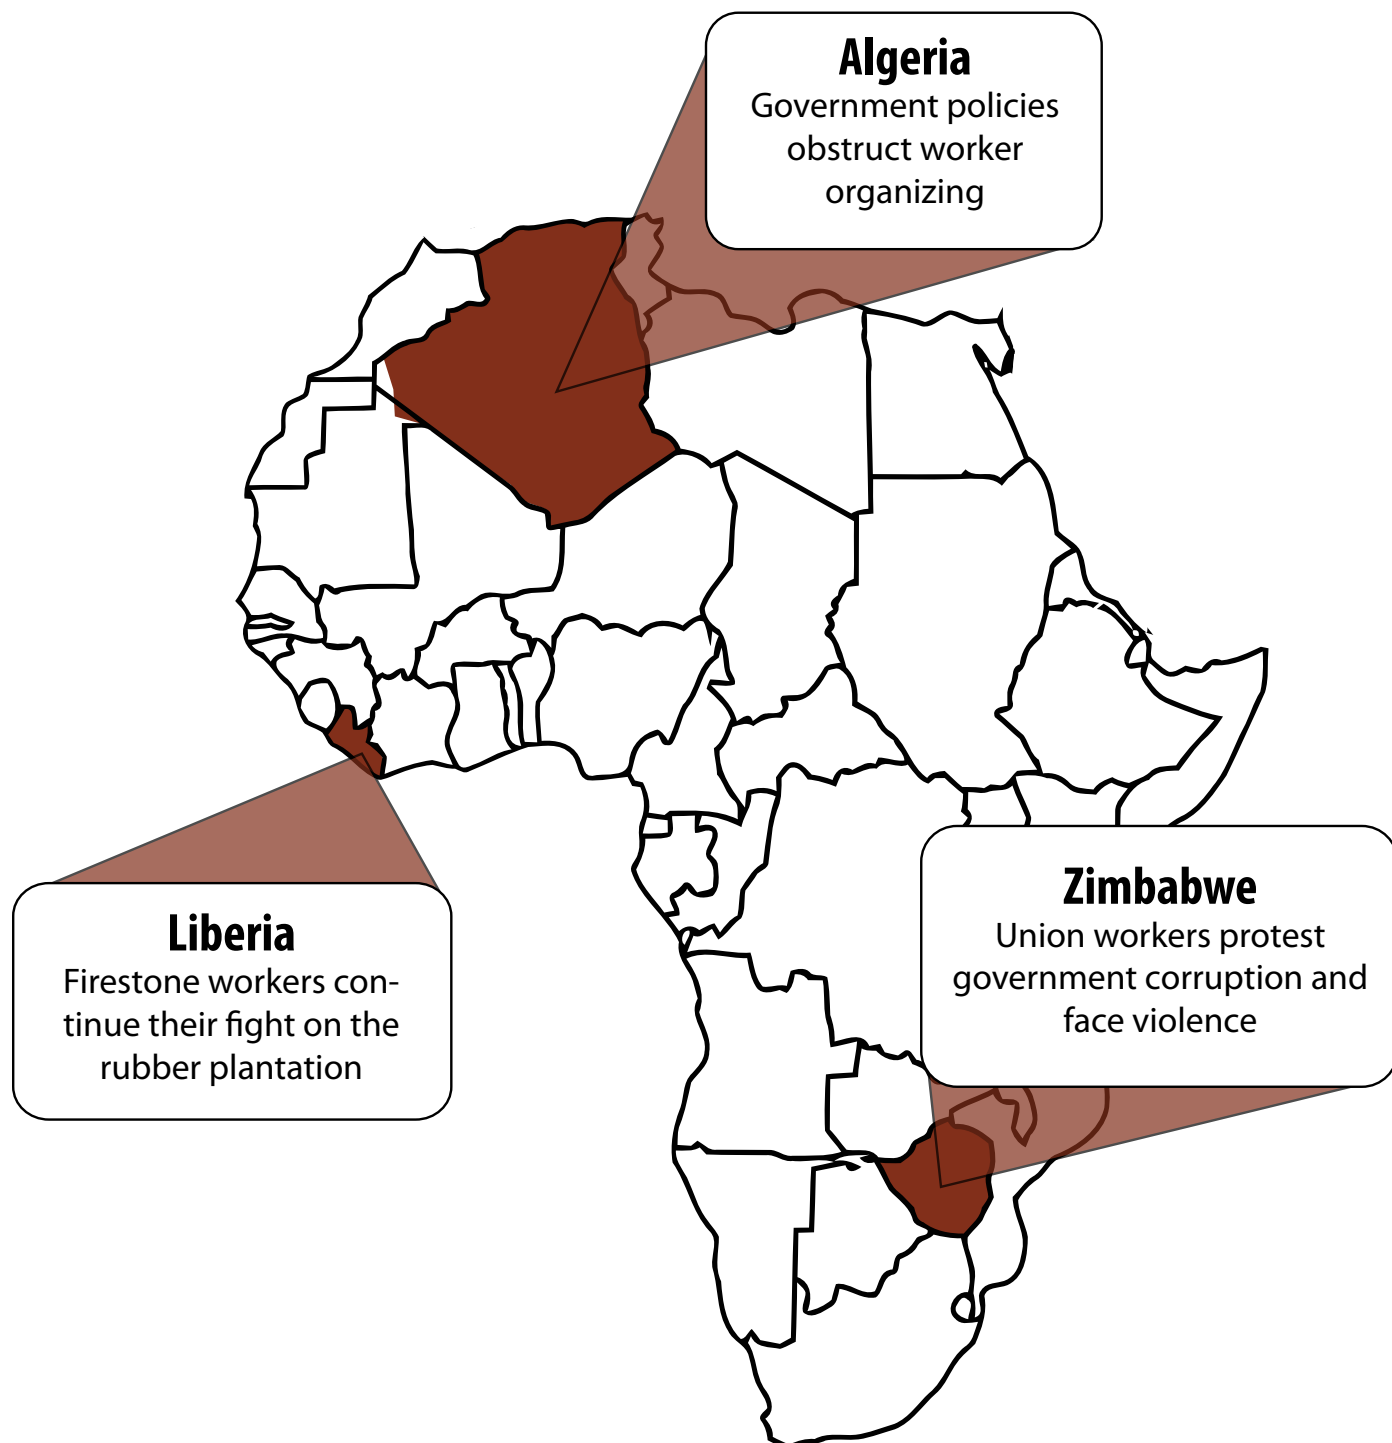 Algeria
Government policies
obstruct worker
organizing
Liberia
Firestone workers con-
tinue their fight on the
rubber plantation
Zimbabwe
Union workers protest
government corruption and
face violence